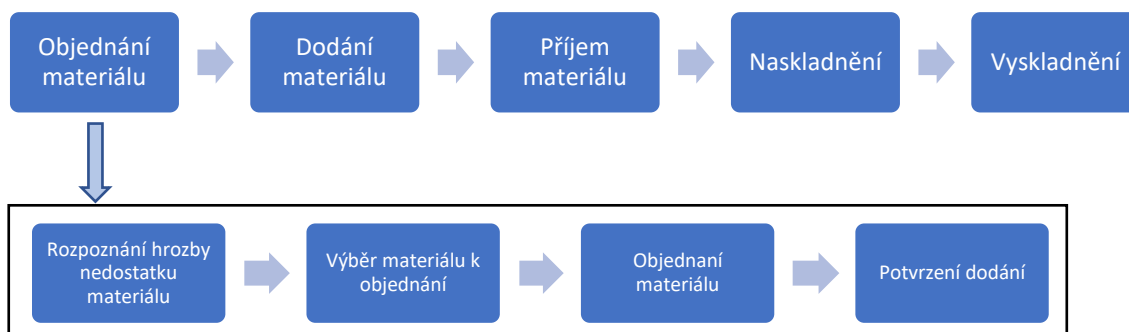 Objednání
materiálu
Dodání
materiálu
Příjem
materiálu
Naskladnění
Vyskladnění
Rozpoznání hrozby
nedostatku
materiálu
Výběr materiálu k
objednání
Objednaní
materiálu
Potvrzení dodání